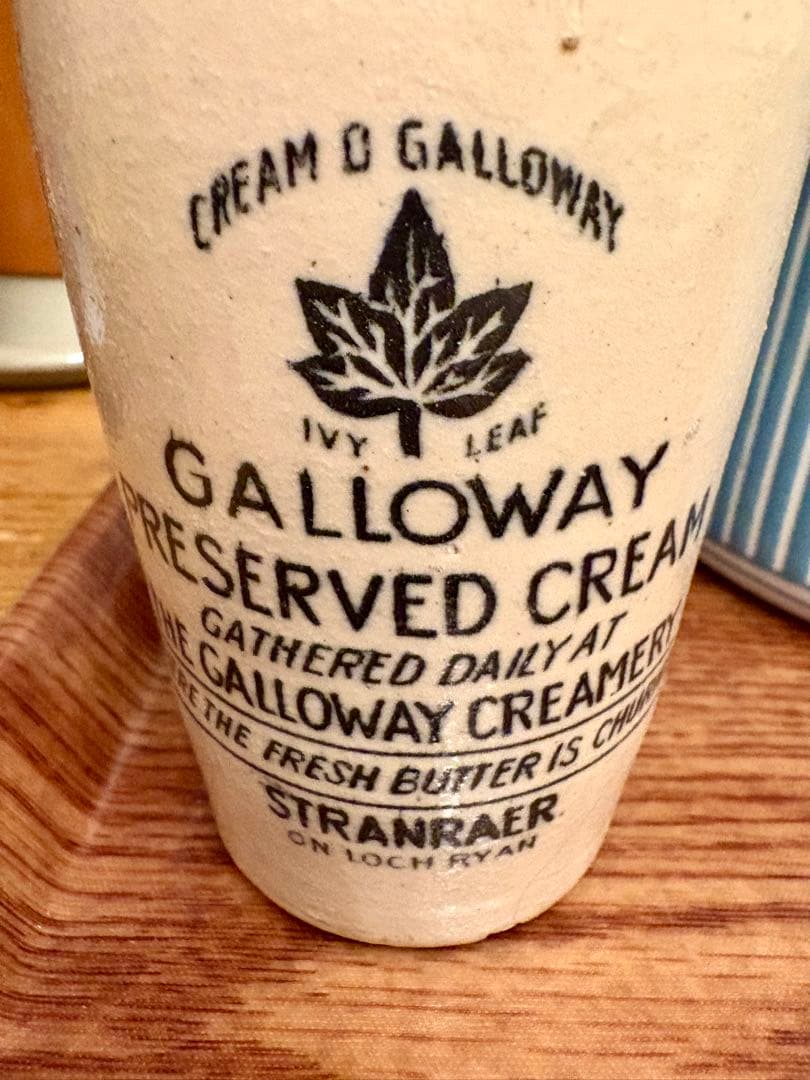 CREAM O GALLOWAY
IVY LEAF
GALLOWAY
PRESERVED CREAM
GATHERED DAILY AT
THE GALLOWAY CREAMERY
THE FRESH BUTTER IS
STRANRAER
ON LOCH RYAN